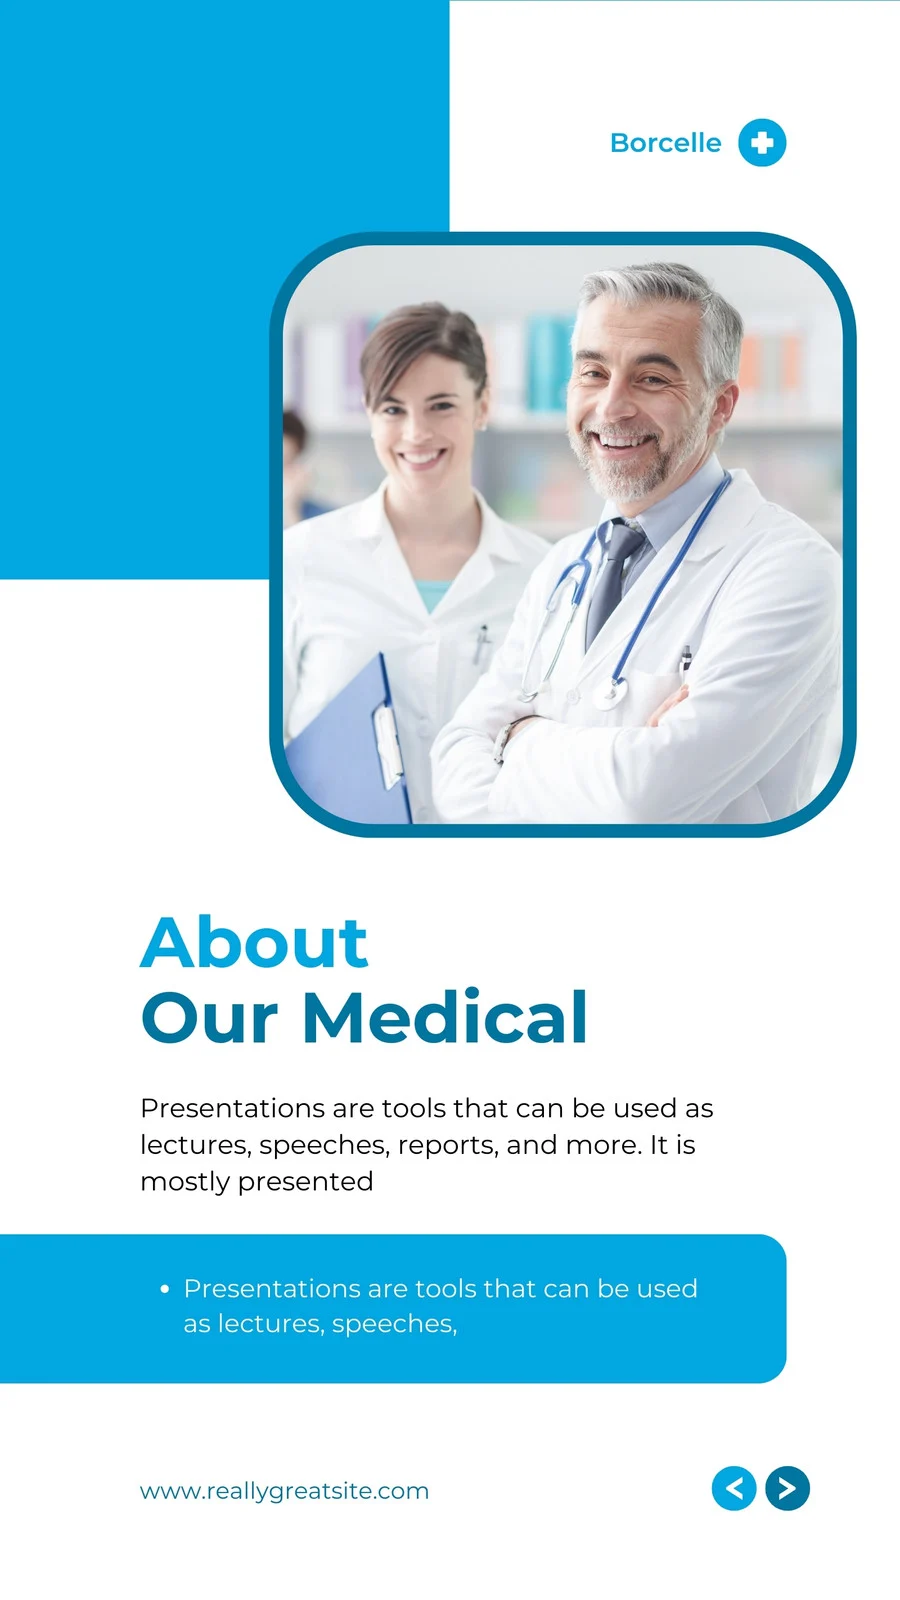 Borcelle
About
Our Medical
Presentations are tools that can be used as
lectures, speeches, reports, and more. It is
mostly presented
• Presentations are tools that can be used
as lectures, speeches,
www.reallygreatsite.com